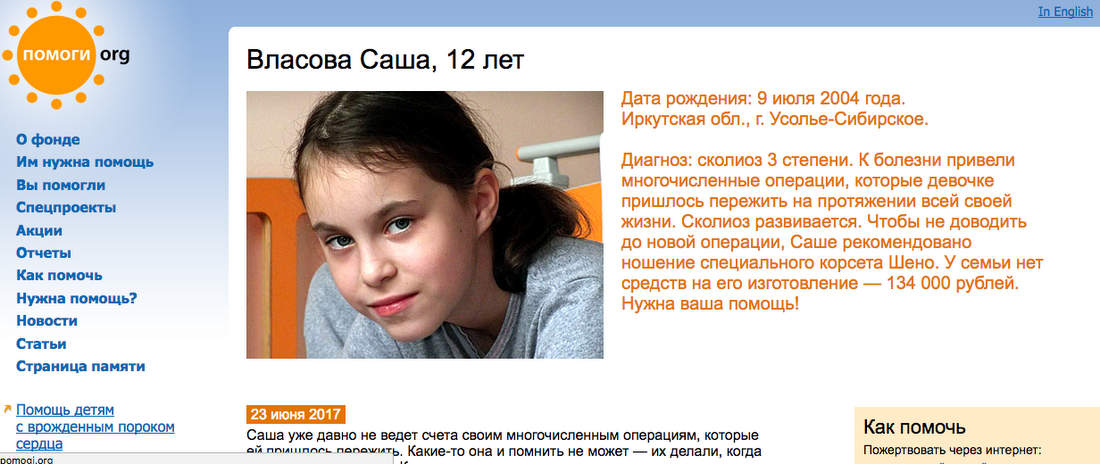 In English
помоги org
Власова Саша, 12 лет
Дата рождения: 9 июля 2004 года.
Иркутская обл., г. Усолье-Сибирское.
Диагноз: сколиоз 3 степени. К болезни привели
многочисленные операции, которые девочке
пришлось пережить на протяжении всей своей
жизни. Сколиоз развивается. Чтобы не доводить
до новой операции, Саше рекомендовано
ношение специального корсета Шено. У семьи нет
средств на его изготовление — 134 000 рублей.
Нужна ваша помощь!
О фонде
Им нужна помощь
Вы помогли
Спецпроекты
Акции
Отчеты
Как помочь
Нужна помощь?
Новости
Статьи
Страница памяти
Помощь детям
с врожденным пороком
сердца
pomogi.org
23 июня 2017
Саша уже давно не ведет счета своим многочисленным операциям, которые
ей пришлось пережить. Какие-то она и помнить не может — их делали, когда
Как помочь
Пожертвовать через интернет: